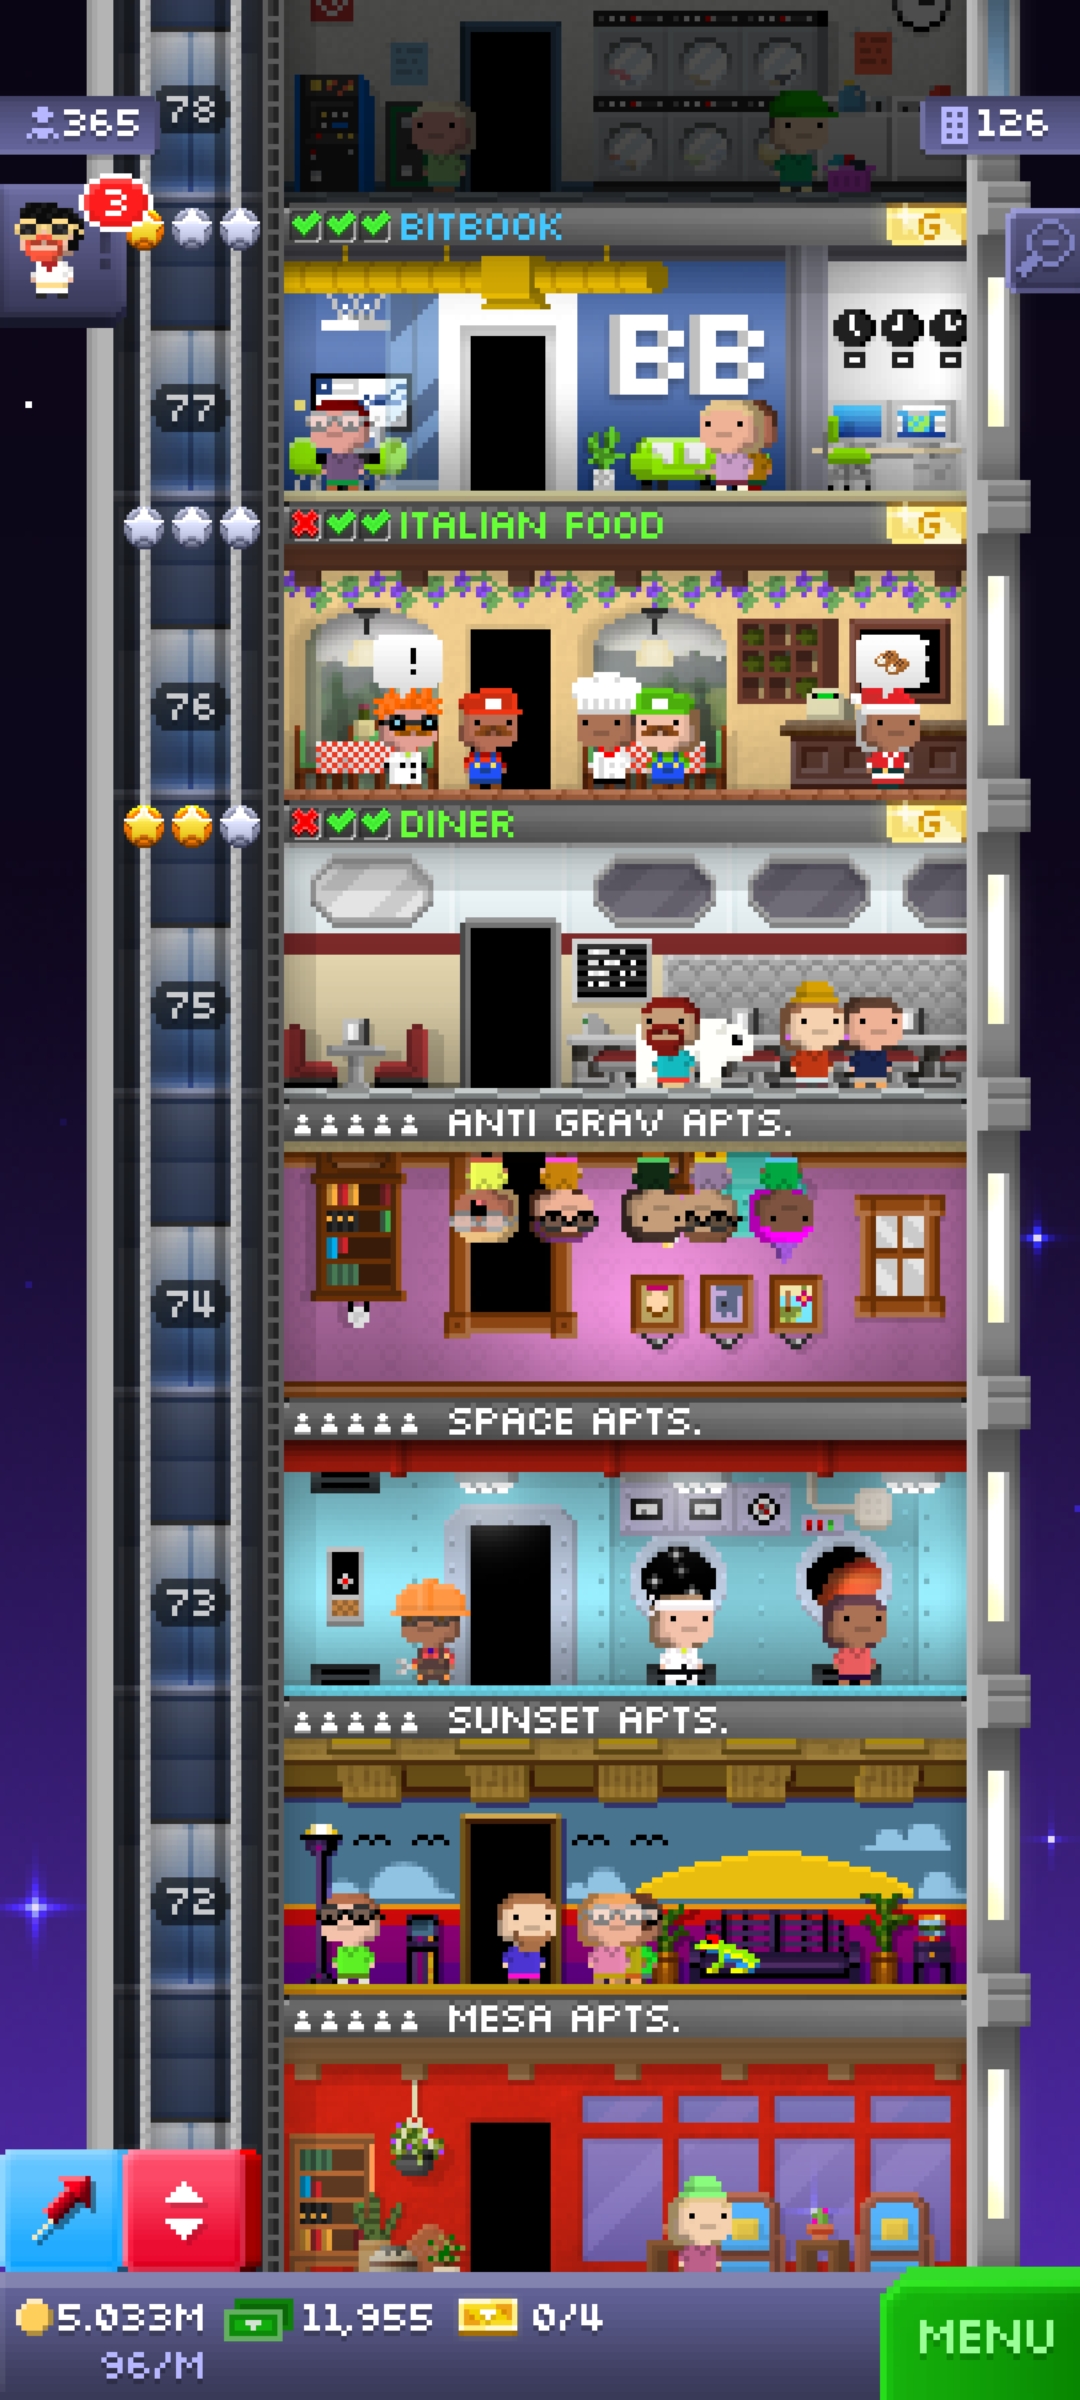 78
365
126
3
BITBOOK
G
BB
77
ITALIAN FOOD
G
!
76
DINER
G
75
ANTI GRAV APTS.
74
SPACE APTS.
73
SUNSET APTS.
72
MESA APTS.
5.033M
11,955
0/4
96/M
MENU